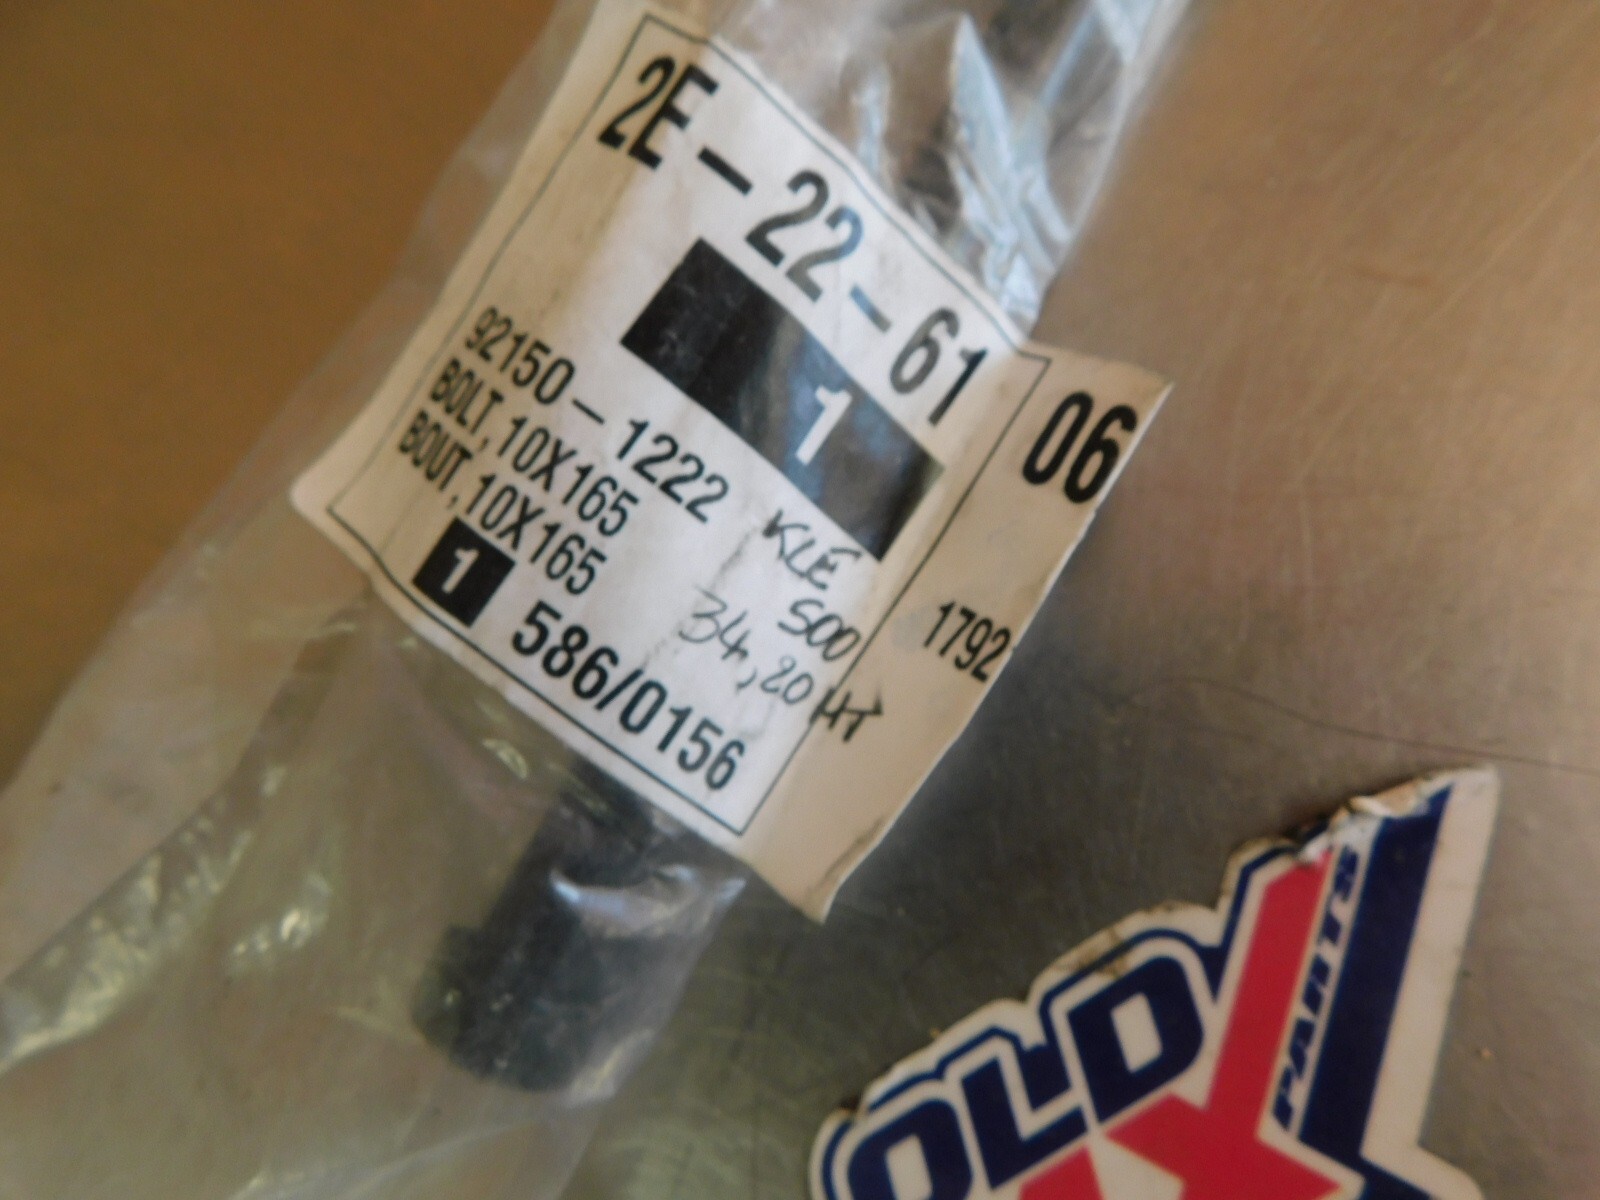 2E-22-61
1
06
92150-1222
BOLT,10X165
BOUT,10X165
1 586/0156
KLE
500
34,20 HT
1792
OLD
PARTS